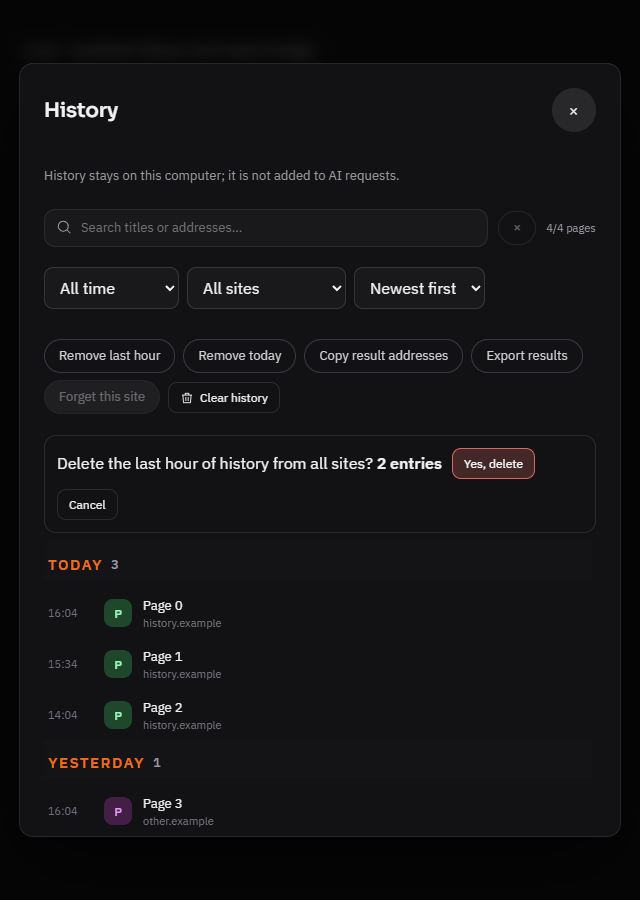 History
×
History stays on this computer; it is not added to AI requests.
Search titles or addresses...
×
4/4 pages
All time
All sites
Newest first
Remove last hour
Remove today
Copy result addresses
Export results
Forget this site
Clear history
Delete the last hour of history from all sites? 2 entries
Yes, delete
Cancel
TODAY 3
16:04
P
Page 0
history.example
15:34
P
Page 1
history.example
14:04
P
Page 2
history.example
YESTERDAY 1
16:04
P
Page 3
other.example